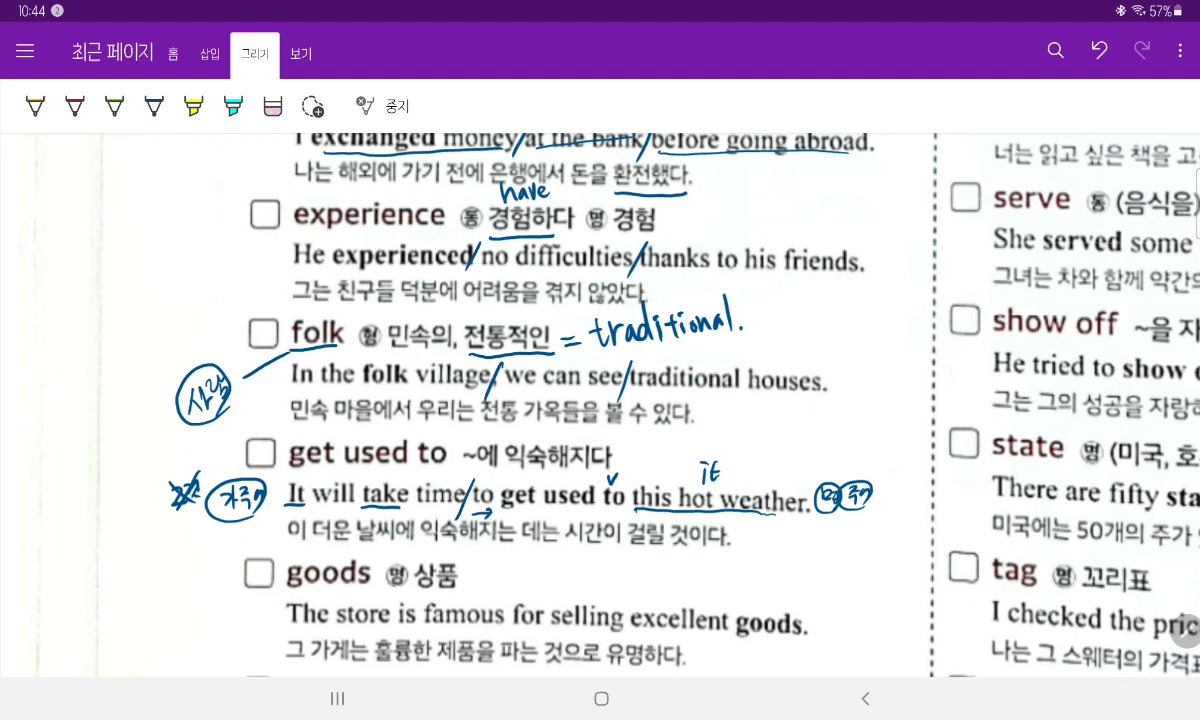 10:44 2 57%
최근 페이지 홈 삽입 그리기 보기
중지
I exchanged money/at the bank/before going abroad.
나는 해외에 가기 전에 은행에서 돈을 환전했다.
have
experience 동 경험하다 명 경험
He experienced/no difficulties/thanks to his friends.
그는 친구들 덕분에 어려움을 겪지 않았다.
folk 형 민속의, 전통적인 = traditional.
사람
In the folk village,/we can see/traditional houses.
민속 마을에서 우리는 전통 가옥들을 볼 수 있다.
get used to ~에 익숙해지다
it
가주어 It will take time/to get used to this hot weather.
이 더운 날씨에 익숙해지는 데는 시간이 걸릴 것이다.
goods 명 상품
The store is famous for selling excellent goods.
그 가게는 훌륭한 제품을 파는 것으로 유명하다.
너는 읽고 싶은 책을 고
serve 동 (음식을)
She served some
그녀는 차와 함께 약간의
show off ~을 자
He tried to show o
그는 그의 성공을 자랑하
state 명 (미국, 호
There are fifty sta
미국에는 50개의 주가
tag 명 꼬리표
I checked the pric
나는 그 스웨터의 가격표